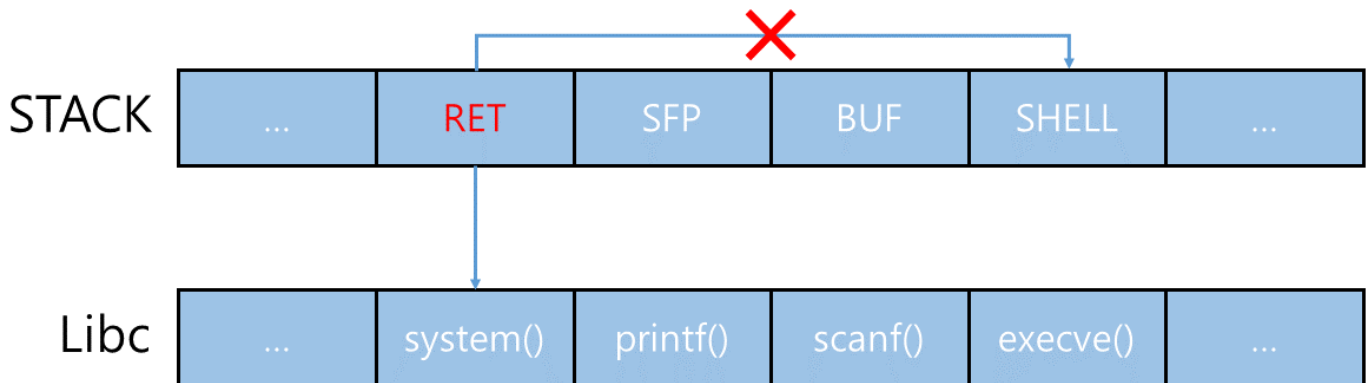 STACK
...
RET
SFP
BUF
SHELL
...
Libc
...
system()
printf()
scanf()
execve()
...